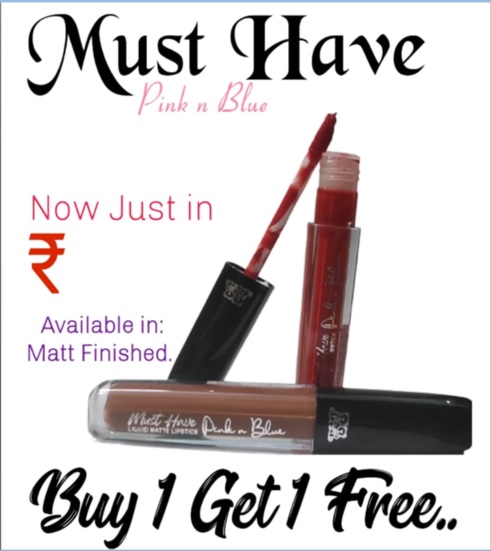 Must Have
Pink n Blue
Now Just in
₹
Available in:
Matt Finished.
Must Have
LIQUID MATTE LIPSTICK
Pink n Blue
Buy 1 Get 1 Free..